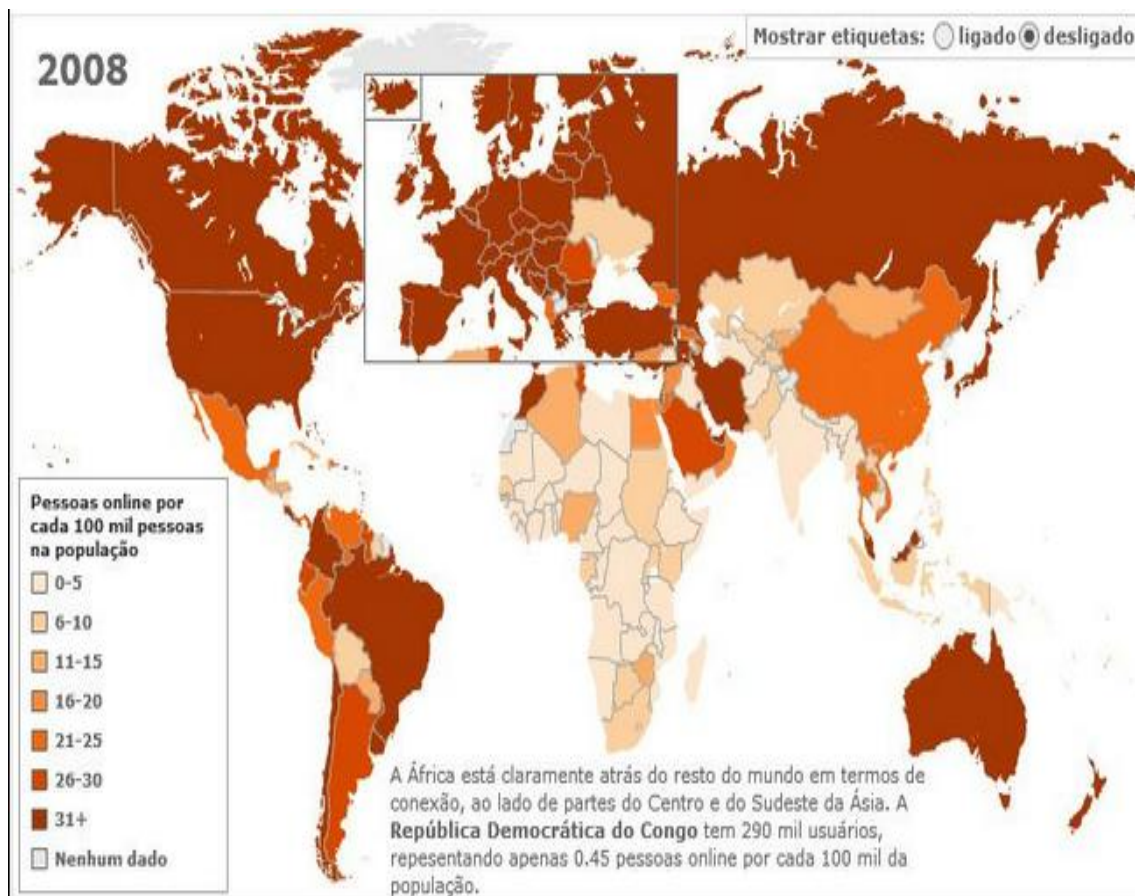 Mostrar etiquetas: ligado desligado
2008
Pessoas online por
cada 100 mil pessoas
na população
0-5
6-10
11-15
16-20
21-25
26-30
31+
Nenhum dado
A África está claramente atrás do resto do mundo em termos de
conexão, ao lado de partes do Centro e do Sudeste da Ásia. A
República Democrática do Congo tem 290 mil usuários,
repesentando apenas 0.45 pessoas online por cada 100 mil da
população.